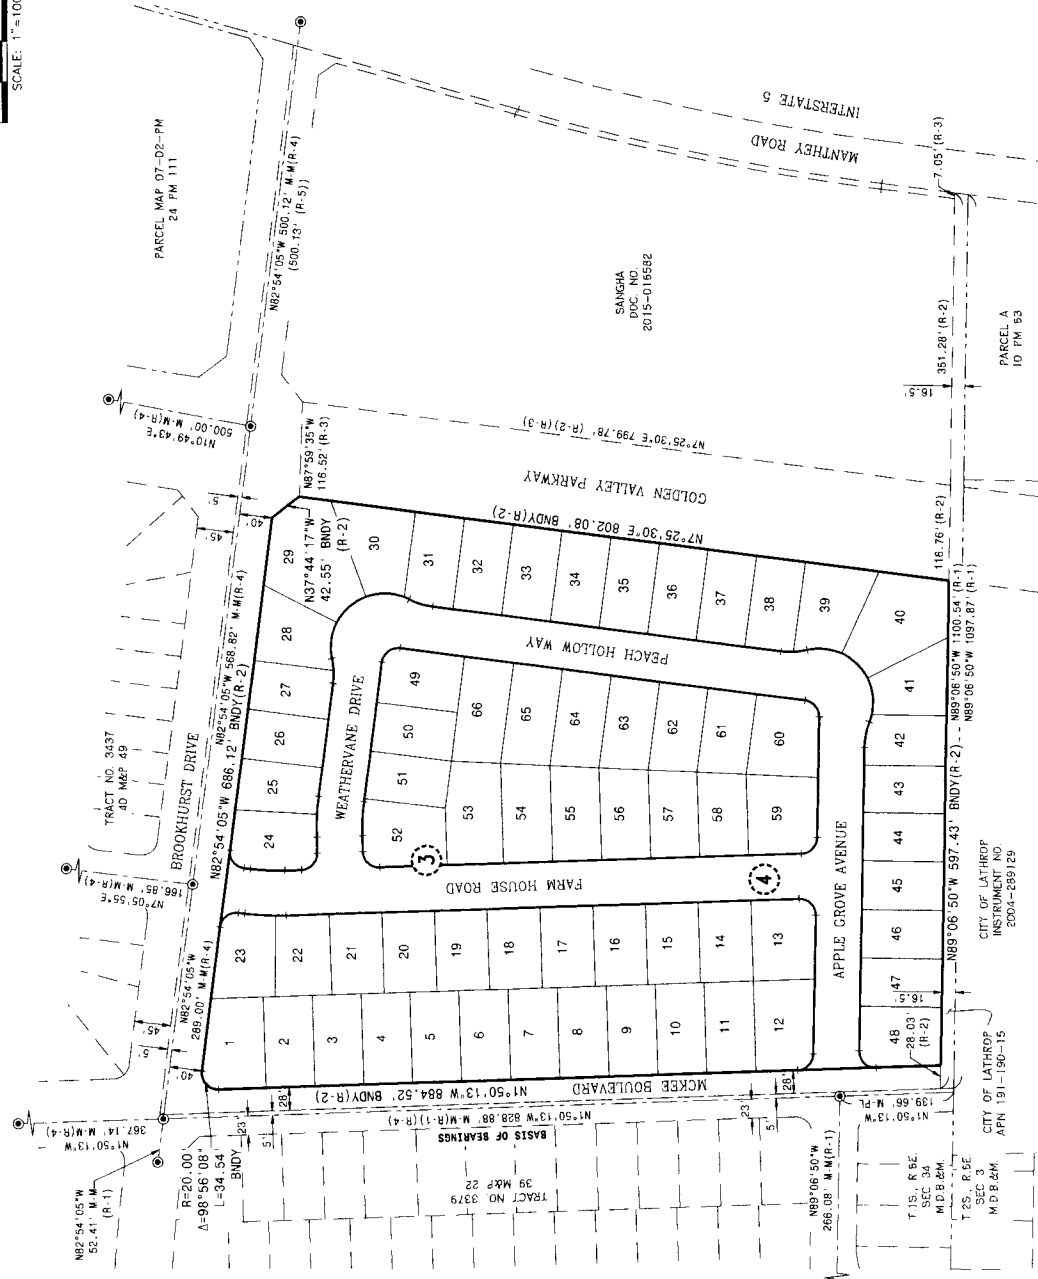 SCALE: 1"=100
PARCEL MAP 07-02-PM
24 PM 111
INTERSTATE 5
MANTHEY ROAD
N82°54'05"W 500.12' M-M(R-4)
(500.13' (R-5))
SANGHA
DOC. NO.
2015-016582
7.05' (R-3)
N10°49'43"E
500.00' M-M(R-4)
N7°25'30"E 799.78' (R-2)(R-3)
351.28' (R-2)
16.5'
PARCEL A
10 PM 63
N87°59'35"W
116.52' (R-3)
GOLDEN VALLEY PARKWAY
N7°25'30"E 802.08' BNDY(R-2)
116.76' (R-2)
5'
40'
45'
N37°44'17"W
42.55' BNDY
(R-2)
TRACT NO. 3437
40 M&P 49
BROOKHURST DRIVE
N82°54'05"W 568.82' M-M(R-4)
N82°54'05"W 686.12' BNDY(R-2)
N7°05'55"E
166.85' M-M(R-4)
N82°54'05"W
289.00' M-M(R-4)
45'
5'
40'
29
30
31
32
33
34
35
36
37
38
39
40
28
27
26
25
24
PEACH HOLLOW WAY
WEATHERVANE DRIVE
49
50
51
52
66
65
64
63
62
61
60
53
54
55
56
57
58
59
41
42
43
44
45
46
47
48
3
4
FARM HOUSE ROAD
APPLE GROVE AVENUE
23
22
21
20
19
18
17
16
15
14
13
1
2
3
4
5
6
7
8
9
10
11
12
N89°06'50"W 1100.54' (R-1)
N89°06'50"W 1097.87' (R-1)
N89°06'50"W 597.43' BNDY(R-2)
16.5'
28.03'
(R-2)
CITY OF LATHROP
INSTRUMENT NO.
2004-289129
CITY OF LATHROP
APN 191-190-15
MCKEE BOULEVARD
N1°50'13"W 884.52' BNDY(R-2)
N1°50'13"W 828.88' M-M(R-1)(R-4)
BASIS OF BEARINGS
28'
23'
5'
28'
23'
5'
N1°50'13"W
139.66' M-PL
N1°50'13"W
367.14' M-M(R-4)
R=20.00'
Δ=98°56'08"
L=34.54'
BNDY
N82°54'05"W
52.41' M-M
(R-1)
TRACT NO. 3379
39 M&P 22
N89°06'50"W
266.08' M-M(R-1)
T.1S., R.6E.
SEC 34
M.D.B.&M.
T.2S., R.6E.
SEC 3
M.D.B.&M.